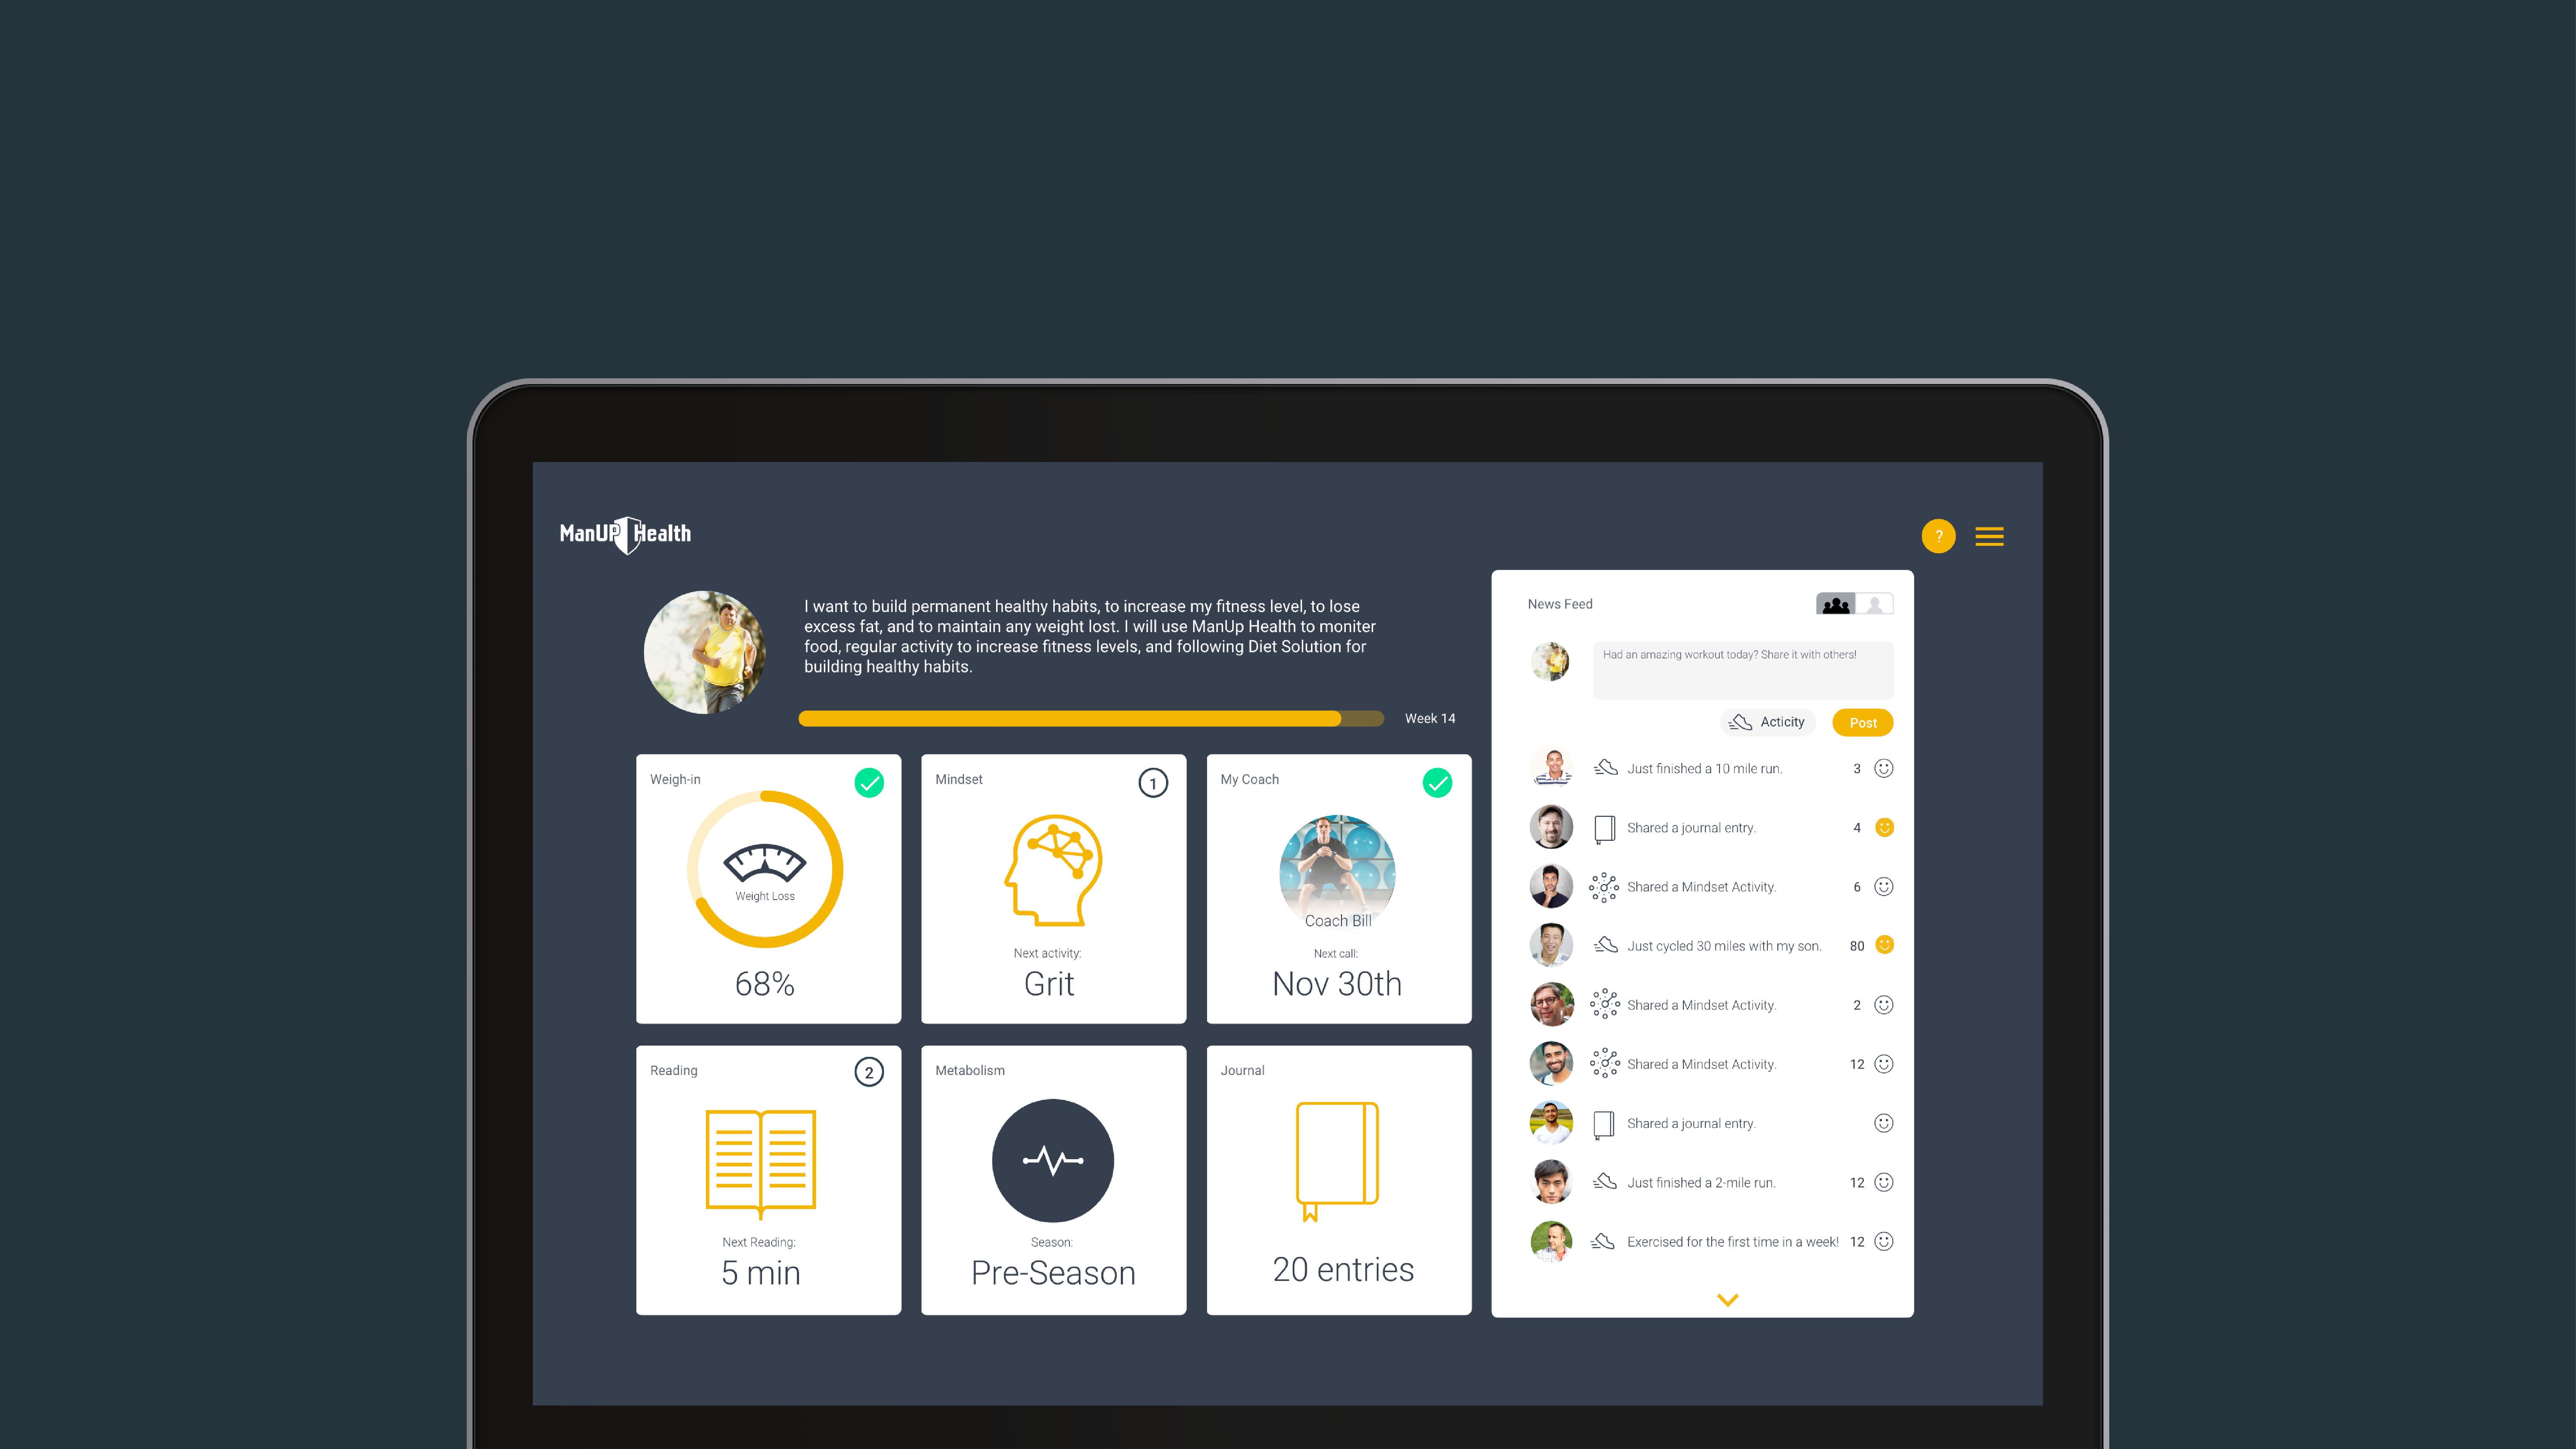 ManUP Health
?
I want to build permanent healthy habits, to increase my fitness level, to lose
excess fat, and to maintain any weight lost. I will use ManUp Health to moniter
food, regular activity to increase fitness levels, and following Diet Solution for
building healthy habits.
Week 14
Weigh-in
Weight Loss
68%
Mindset
1
Next activity:
Grit
My Coach
Coach Bill
Next call:
Nov 30th
Reading
2
Next Reading:
5 min
Metabolism
Season:
Pre-Season
Journal
20 entries
News Feed
Had an amazing workout today? Share it with others!
Acticity
Post
Just finished a 10 mile run. 3
Shared a journal entry. 4
Shared a Mindset Activity. 6
Just cycled 30 miles with my son. 80
Shared a Mindset Activity. 2
Shared a Mindset Activity. 12
Shared a journal entry.
Just finished a 2-mile run. 12
Exercised for the first time in a week! 12